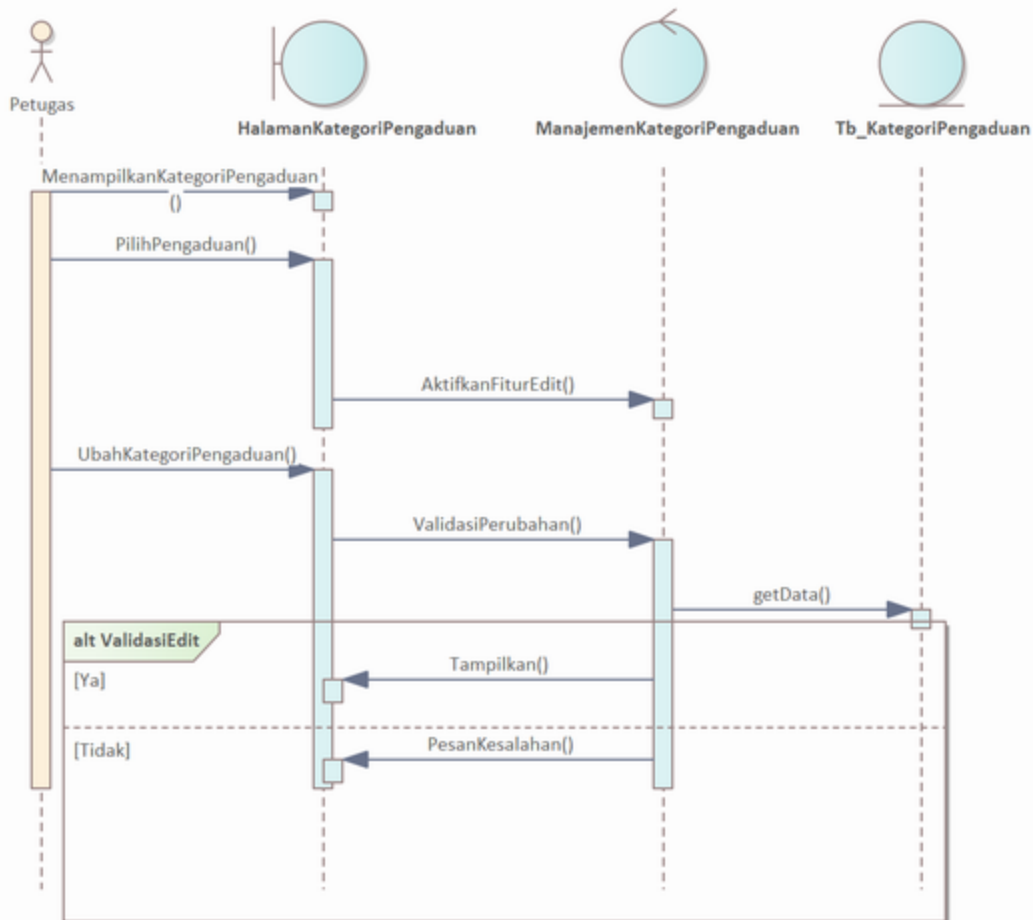 Petugas
HalamanKategoriPengaduan
ManajemenKategoriPengaduan
Tb_KategoriPengaduan
MenampilkanKategoriPengaduan
()
PilihPengaduan()
AktifkanFiturEdit()
UbahKategoriPengaduan()
ValidasiPerubahan()
getData()
alt ValidasiEdit
Tampilkan()
[Ya]
PesanKesalahan()
[Tidak]